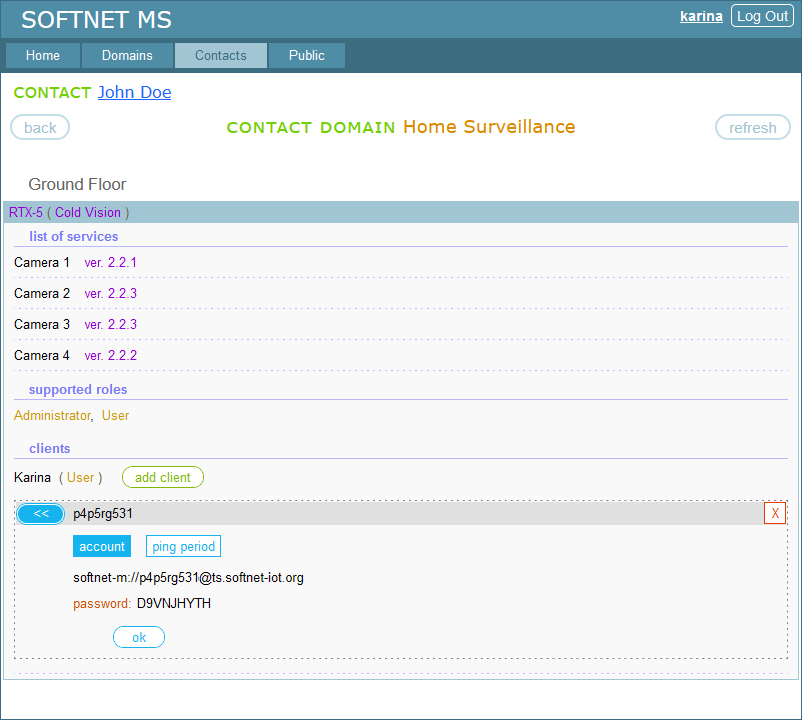 SOFTNET MS
karina Log Out
Home Domains Contacts Public
CONTACT John Doe
back CONTACT DOMAIN Home Surveillance refresh
Ground Floor
RTX-5 ( Cold Vision )
list of services
Camera 1 ver. 2.2.1
Camera 2 ver. 2.2.3
Camera 3 ver. 2.2.3
Camera 4 ver. 2.2.2
supported roles
Administrator, User
clients
Karina ( User ) add client
<< p4p5rg531 X
account ping period
softnet-m://p4p5rg531@ts.softnet-iot.org
password: D9VNJHYTH
ok